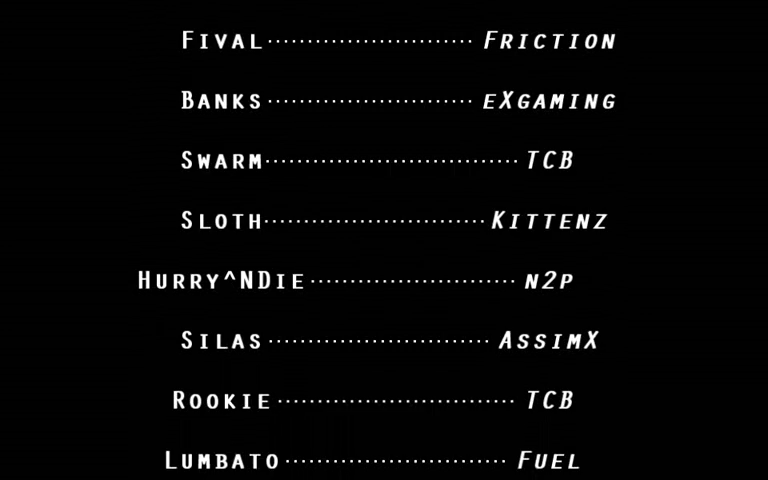 Fival.......................... Friction
Banks.......................... eXgaming
Swarm................................ TCB
Sloth............................ Kittenz
Hurry^NDie.......................... n2p
Silas............................ AssimX
Rookie.............................. TCB
Lumbato............................ Fuel